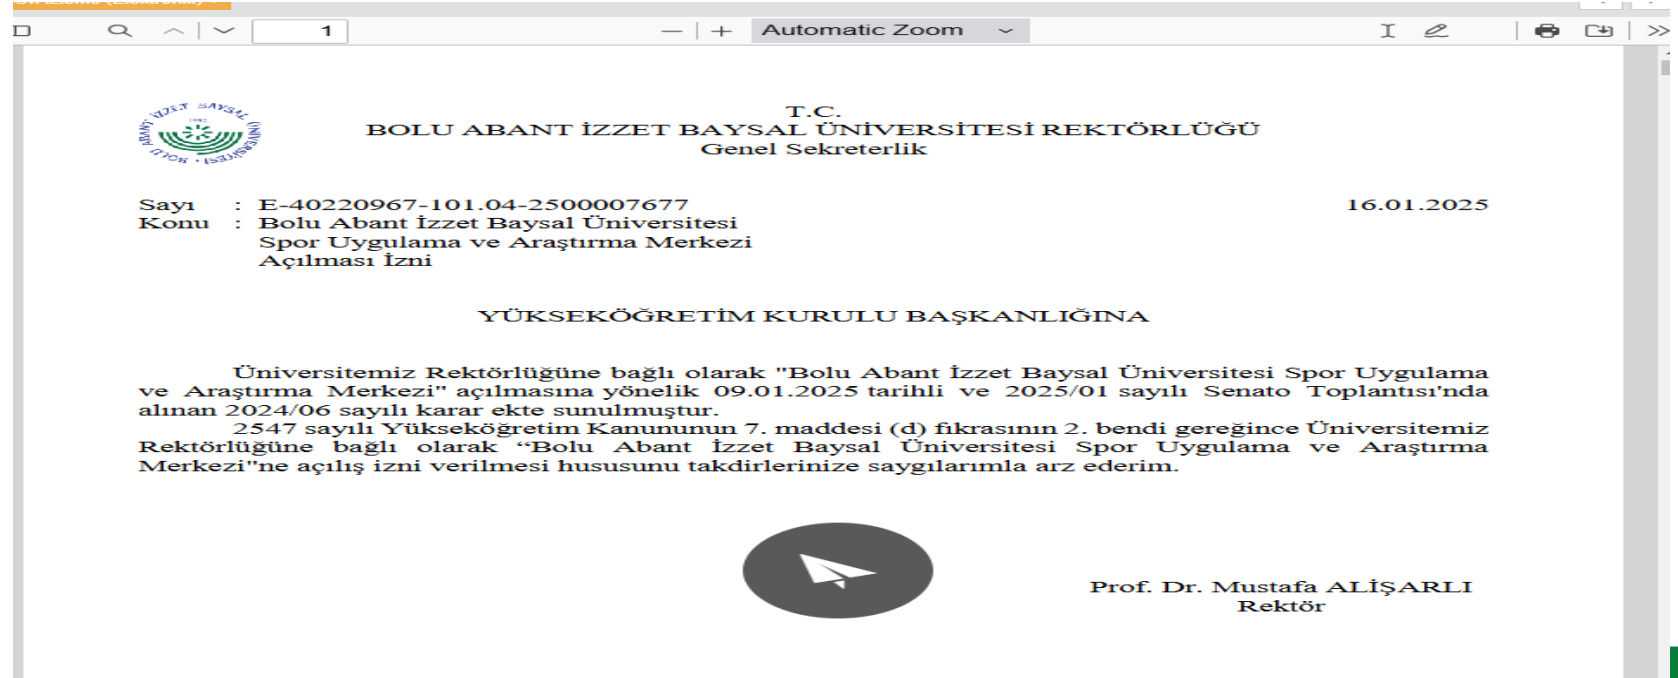 1
Automatic Zoom
T.C.
BOLU ABANT İZZET BAYSAL ÜNİVERSİTESİ REKTÖRLÜĞÜ
Genel Sekreterlik
Sayı : E-40220967-101.04-2500007677 16.01.2025
Konu : Bolu Abant İzzet Baysal Üniversitesi
Spor Uygulama ve Araştırma Merkezi
Açılması İzni
YÜKSEKÖĞRETİM KURULU BAŞKANLIĞINA
Üniversitemiz Rektörlüğüne bağlı olarak "Bolu Abant İzzet Baysal Üniversitesi Spor Uygulama
ve Araştırma Merkezi" açılmasına yönelik 09.01.2025 tarihli ve 2025/01 sayılı Senato Toplantısı'nda
alınan 2024/06 sayılı karar ekte sunulmuştur.
2547 sayılı Yükseköğretim Kanununun 7. maddesi (d) fıkrasının 2. bendi gereğince Üniversitemiz
Rektörlüğüne bağlı olarak “Bolu Abant İzzet Baysal Üniversitesi Spor Uygulama ve Araştırma
Merkezi"ne açılış izni verilmesi hususunu takdirlerinize saygılarımla arz ederim.
Prof. Dr. Mustafa ALİŞARLI
Rektör